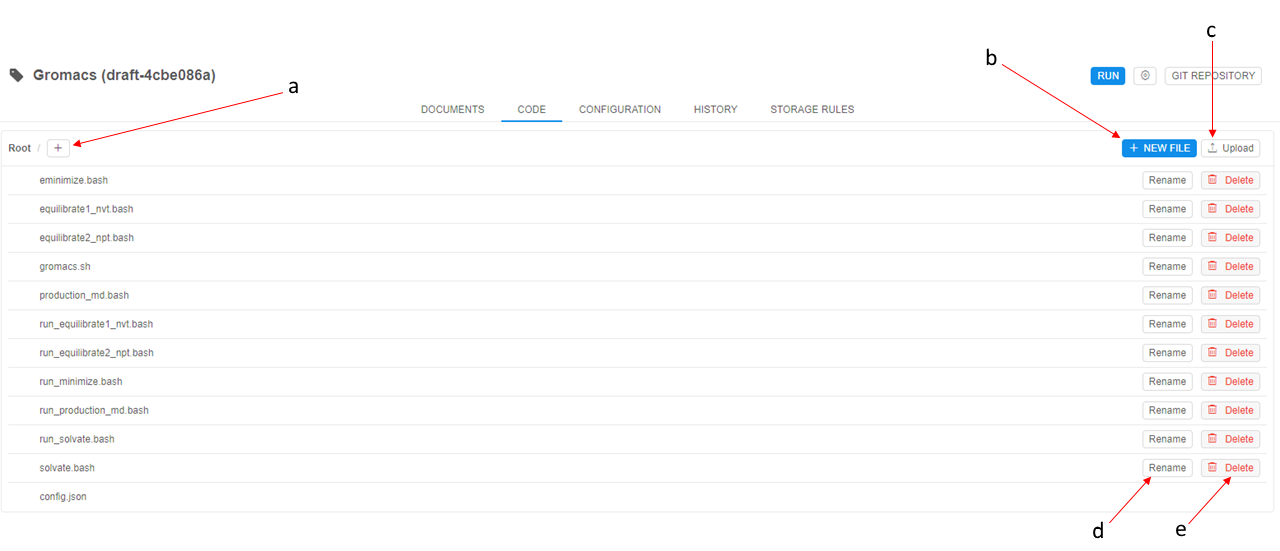 c
b
Gromacs (draft-4cbe086a)
RUN
GIT REPOSITORY
a
DOCUMENTS
CODE
CONFIGURATION
HISTORY
STORAGE RULES
Root / +
+ NEW FILE
Upload
eminimize.bash Rename Delete
equilibrate1_nvt.bash Rename Delete
equilibrate2_npt.bash Rename Delete
gromacs.sh Rename Delete
production_md.bash Rename Delete
run_equilibrate1_nvt.bash Rename Delete
run_equilibrate2_npt.bash Rename Delete
run_minimize.bash Rename Delete
run_production_md.bash Rename Delete
run_solvate.bash Rename Delete
solvate.bash Rename Delete
config.json
d
e